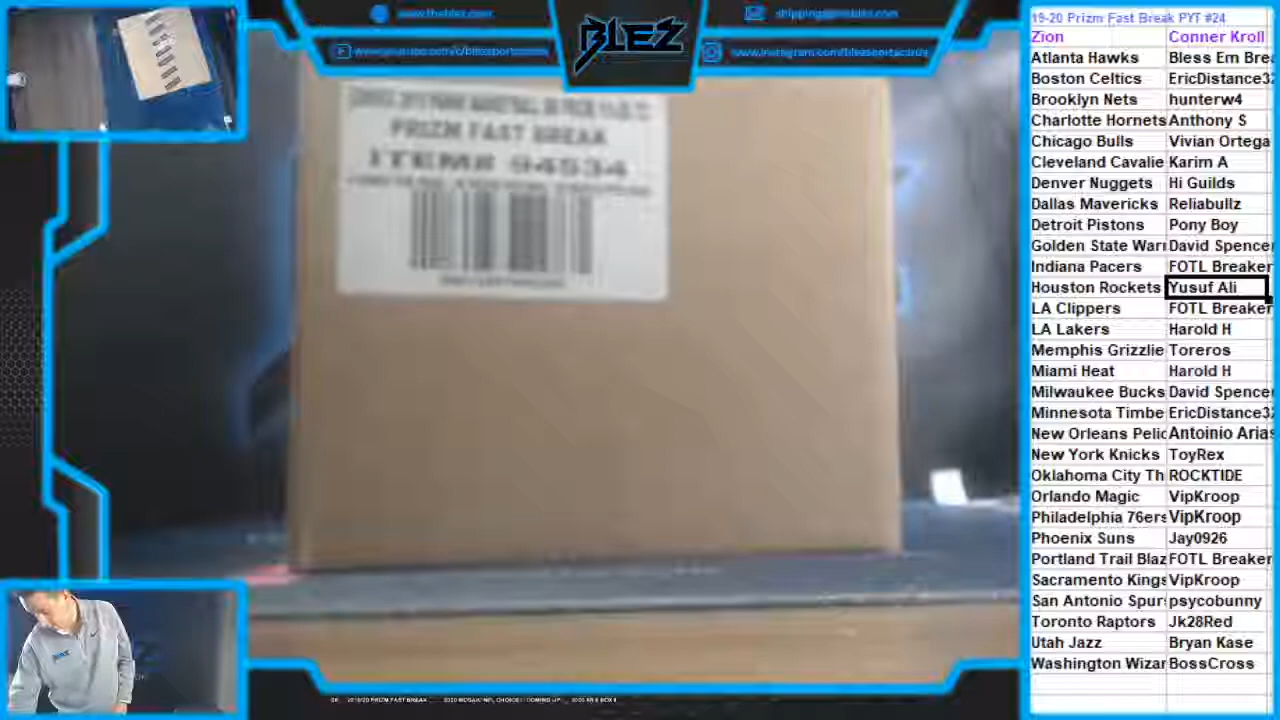 www.theblez.com
BLEZ
PRIZM FAST BREAK
ITEM# 94534
19-20 Prizm Fast Break PYT #24
Zion Conner Kroll
Atlanta Hawks Bless Em Brea
Boston Celtics EricDistance32
Brooklyn Nets hunterw4
Charlotte Hornets Anthony S
Chicago Bulls Vivian Ortega
Cleveland Cavalie Karim A
Denver Nuggets Hi Guilds
Dallas Mavericks Reliabullz
Detroit Pistons Pony Boy
Golden State Warr David Spencer
Indiana Pacers FOTL Breaker
Houston Rockets Yusuf Ali
LA Clippers FOTL Breaker
LA Lakers Harold H
Memphis Grizzlie Toreros
Miami Heat Harold H
Milwaukee Bucks David Spencer
Minnesota Timbe EricDistance32
New Orleans Pelic Antoinio Arias
New York Knicks ToyRex
Oklahoma City Th ROCKTIDE
Orlando Magic VipKroop
Philadelphia 76ers VipKroop
Phoenix Suns Jay0926
Portland Trail Blaz FOTL Breaker
Sacramento Kings VipKroop
San Antonio Spur psycobunny
Toronto Raptors Jk28Red
Utah Jazz Bryan Kase
Washington Wizar BossCross